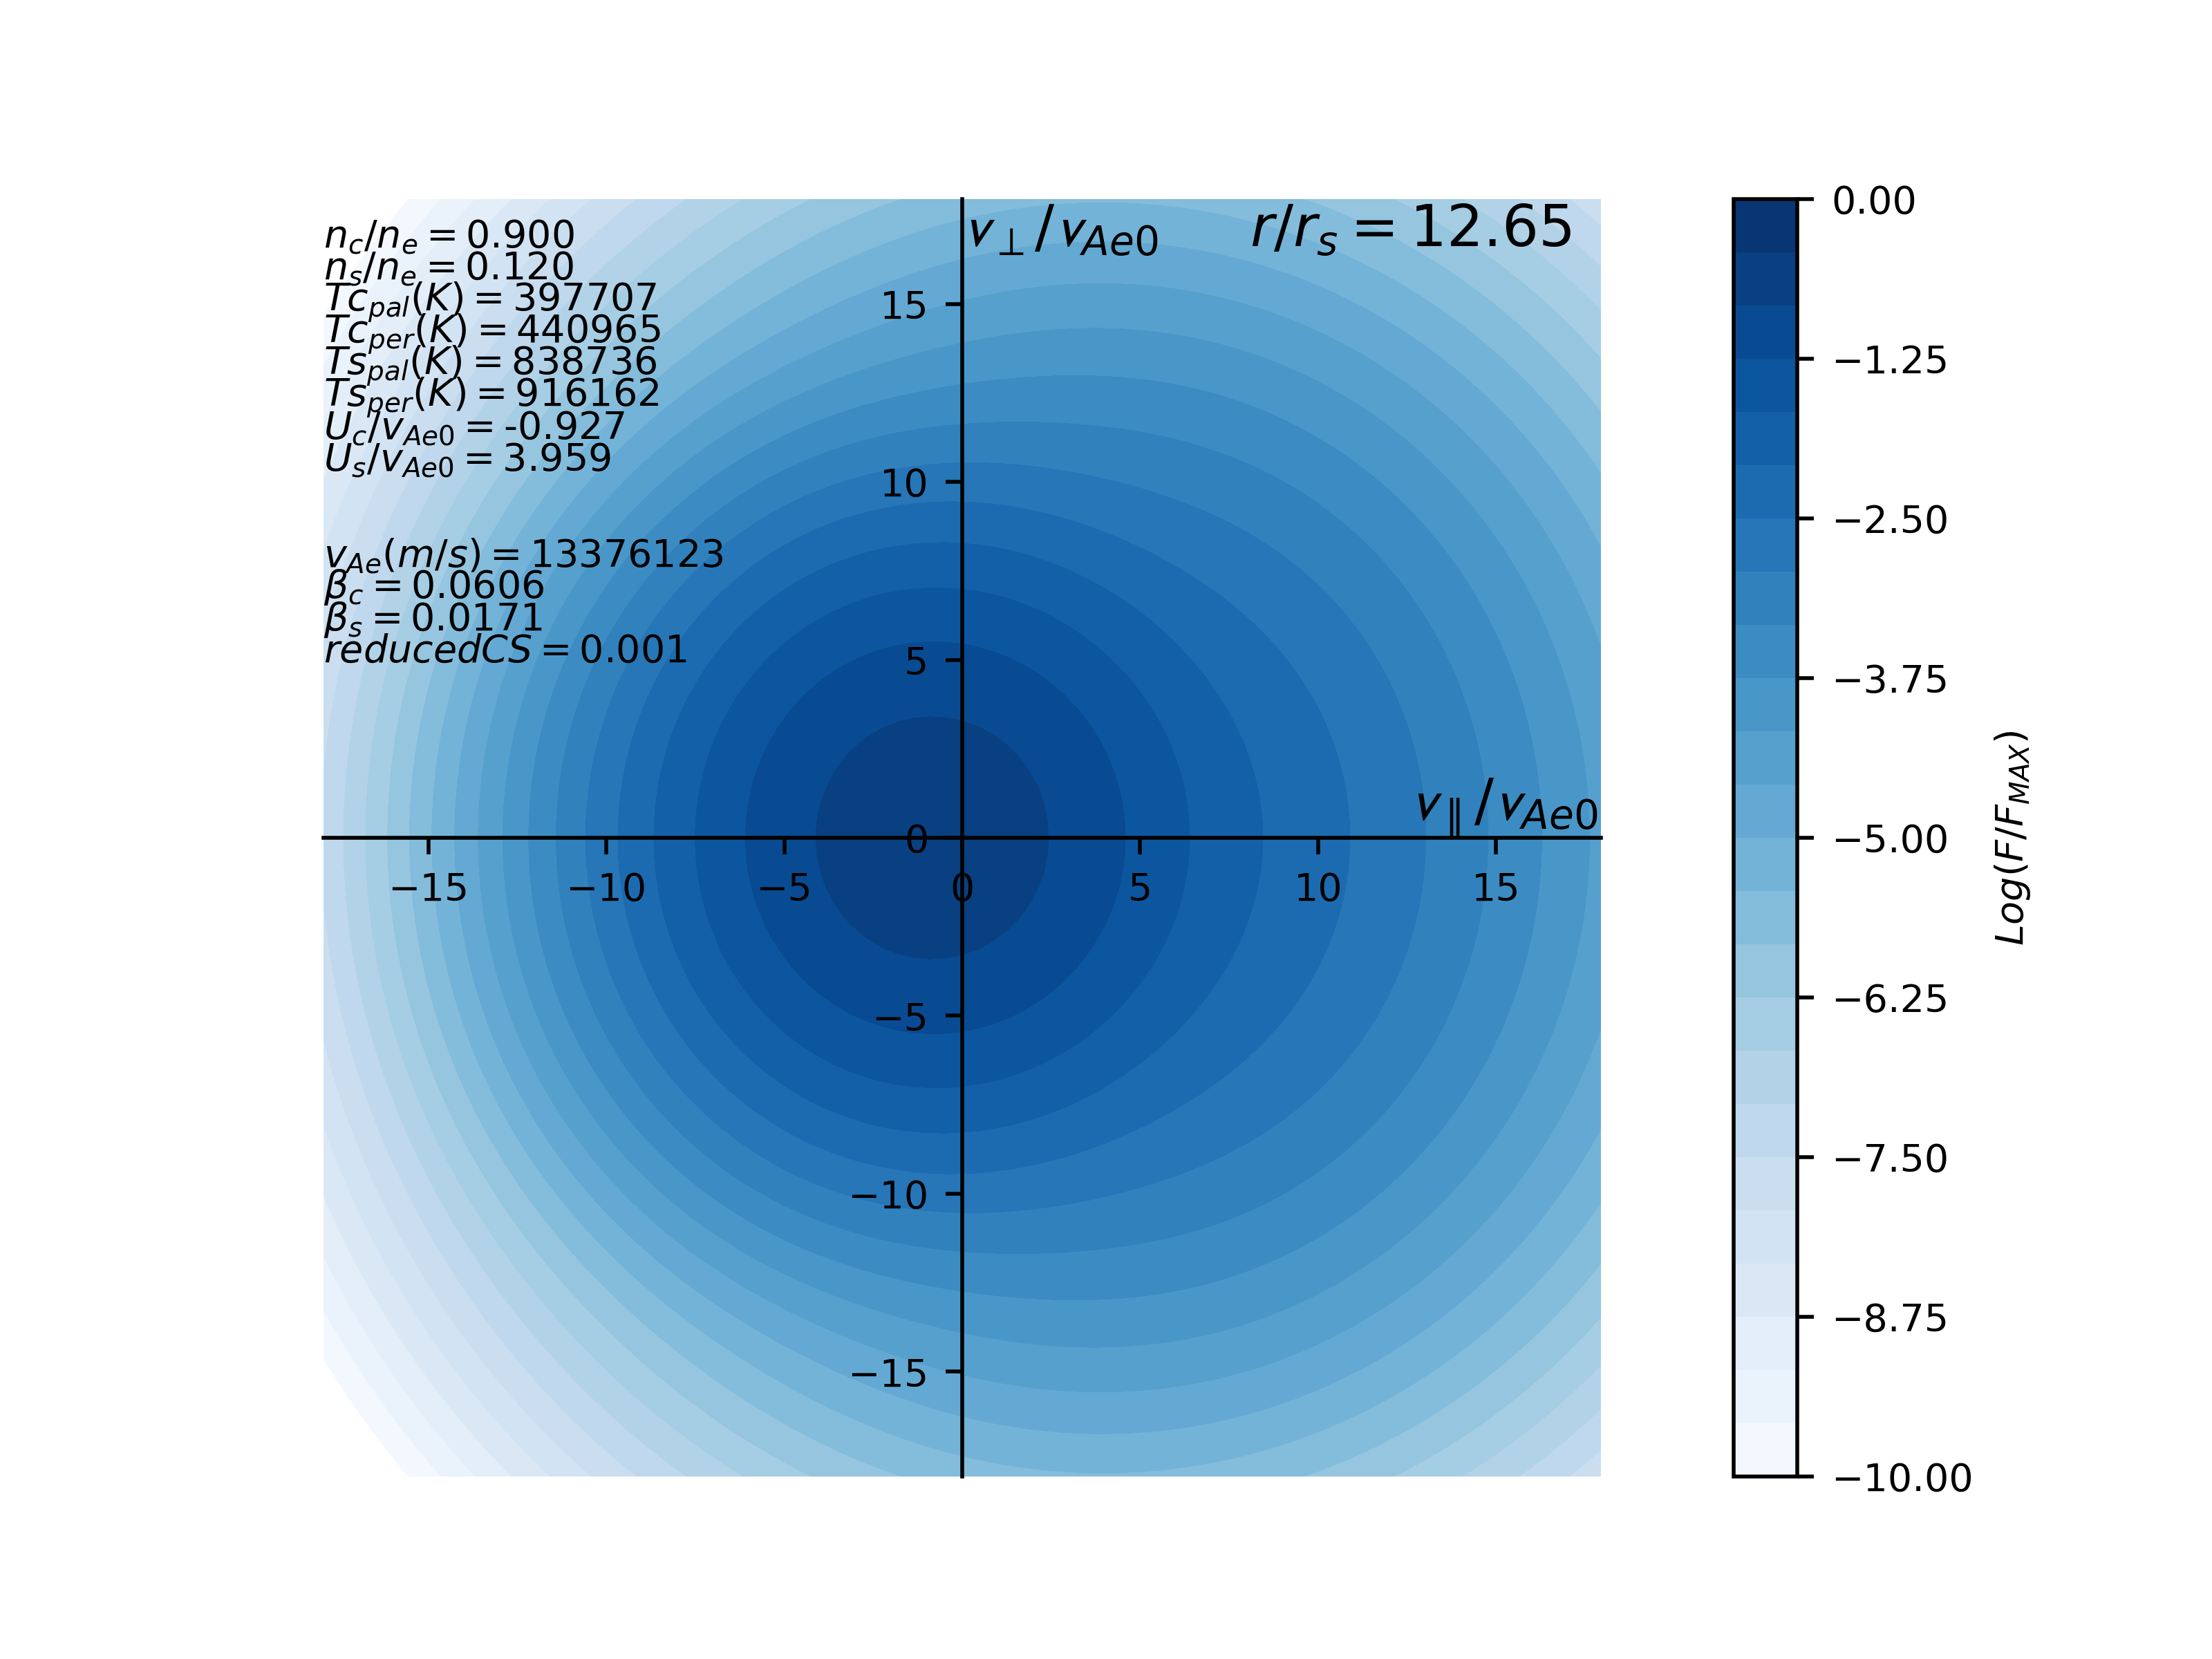 n_c/n_e = 0.900
n_s/n_e = 0.120
Tc_pal(K) = 397707
Tc_per(K) = 440965
Ts_pal(K) = 838736
Ts_per(K) = 916162
U_c/v_Ae0 = -0.927
U_s/v_Ae0 = 3.959
v_Ae(m/s) = 13376123
β_c = 0.0606
β_s = 0.0171
reducedCS = 0.001
v_⊥/v_Ae0
r/r_s = 12.65
15
10
5
0
−5
−10
−15
v_∥/v_Ae0
−15 −10 −5 0 5 10 15
0.00
−1.25
−2.50
−3.75
−5.00
−6.25
−7.50
−8.75
−10.00
Log(F/F_MAX)